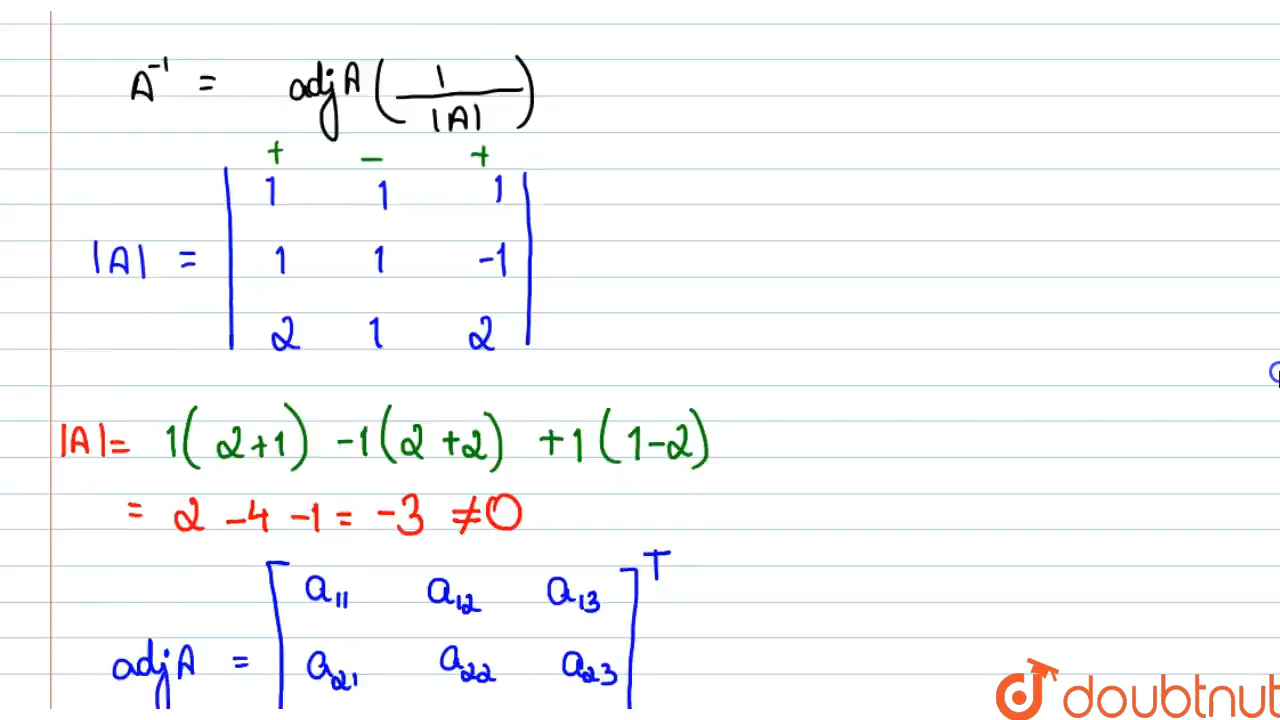 A⁻¹ = adjA (1/|A|)
+ − +
1 1 1
|A| = 1 1 -1
2 1 2
|A| = 1(2+1) -1(2+2) +1(1-2)
= 2 -4 -1 = -3 ≠0
adjA = [a₁₁ a₁₂ a₁₃
a₂₁ a₂₂ a₂₃]ᵀ
doubtnut